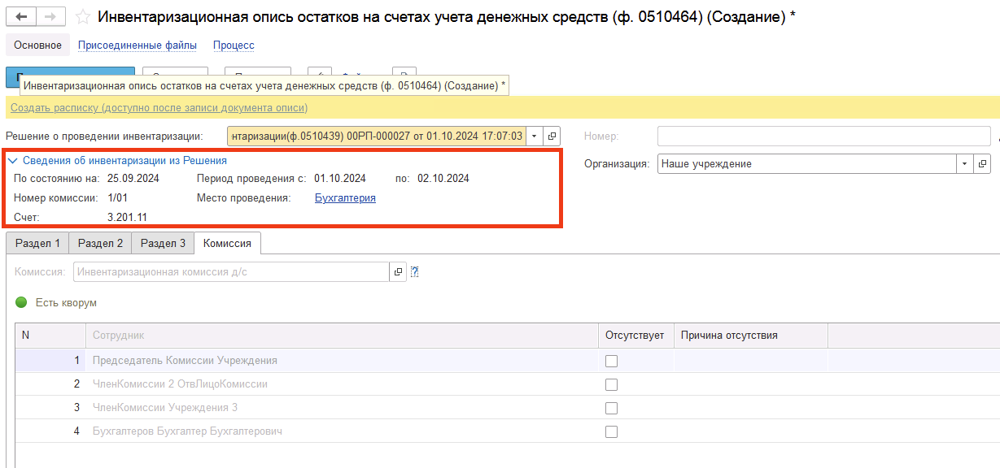 Инвентаризационная опись остатков на счетах учета денежных средств (ф. 0510464) (Создание) *
Основное Присоединенные файлы Процесс
Инвентаризационная опись остатков на счетах учета денежных средств (ф. 0510464) (Создание) *
Создать расписку (доступно после записи документа описи)
Решение о проведении инвентаризации: нтаризации(ф.0510439) 00РП-000027 от 01.10.2024 17:07:03 Номер:
Сведения об инвентаризации из Решения
Организация: Наше учреждение
По состоянию на: 25.09.2024 Период проведения с: 01.10.2024 по: 02.10.2024
Номер комиссии: 1/01 Место проведения: Бухгалтерия
Счет: 3.201.11
Раздел 1 Раздел 2 Раздел 3 Комиссия
Комиссия: Инвентаризационная комиссия д/с ?
Есть кворум
N Сотрудник Отсутствует Причина отсутствия
1 Председатель Комиссии Учреждения
2 ЧленКомиссии 2 ОтвЛицоКомиссии
3 ЧленКомиссии Учреждения 3
4 Бухгалтеров Бухгалтер Бухгалтерович